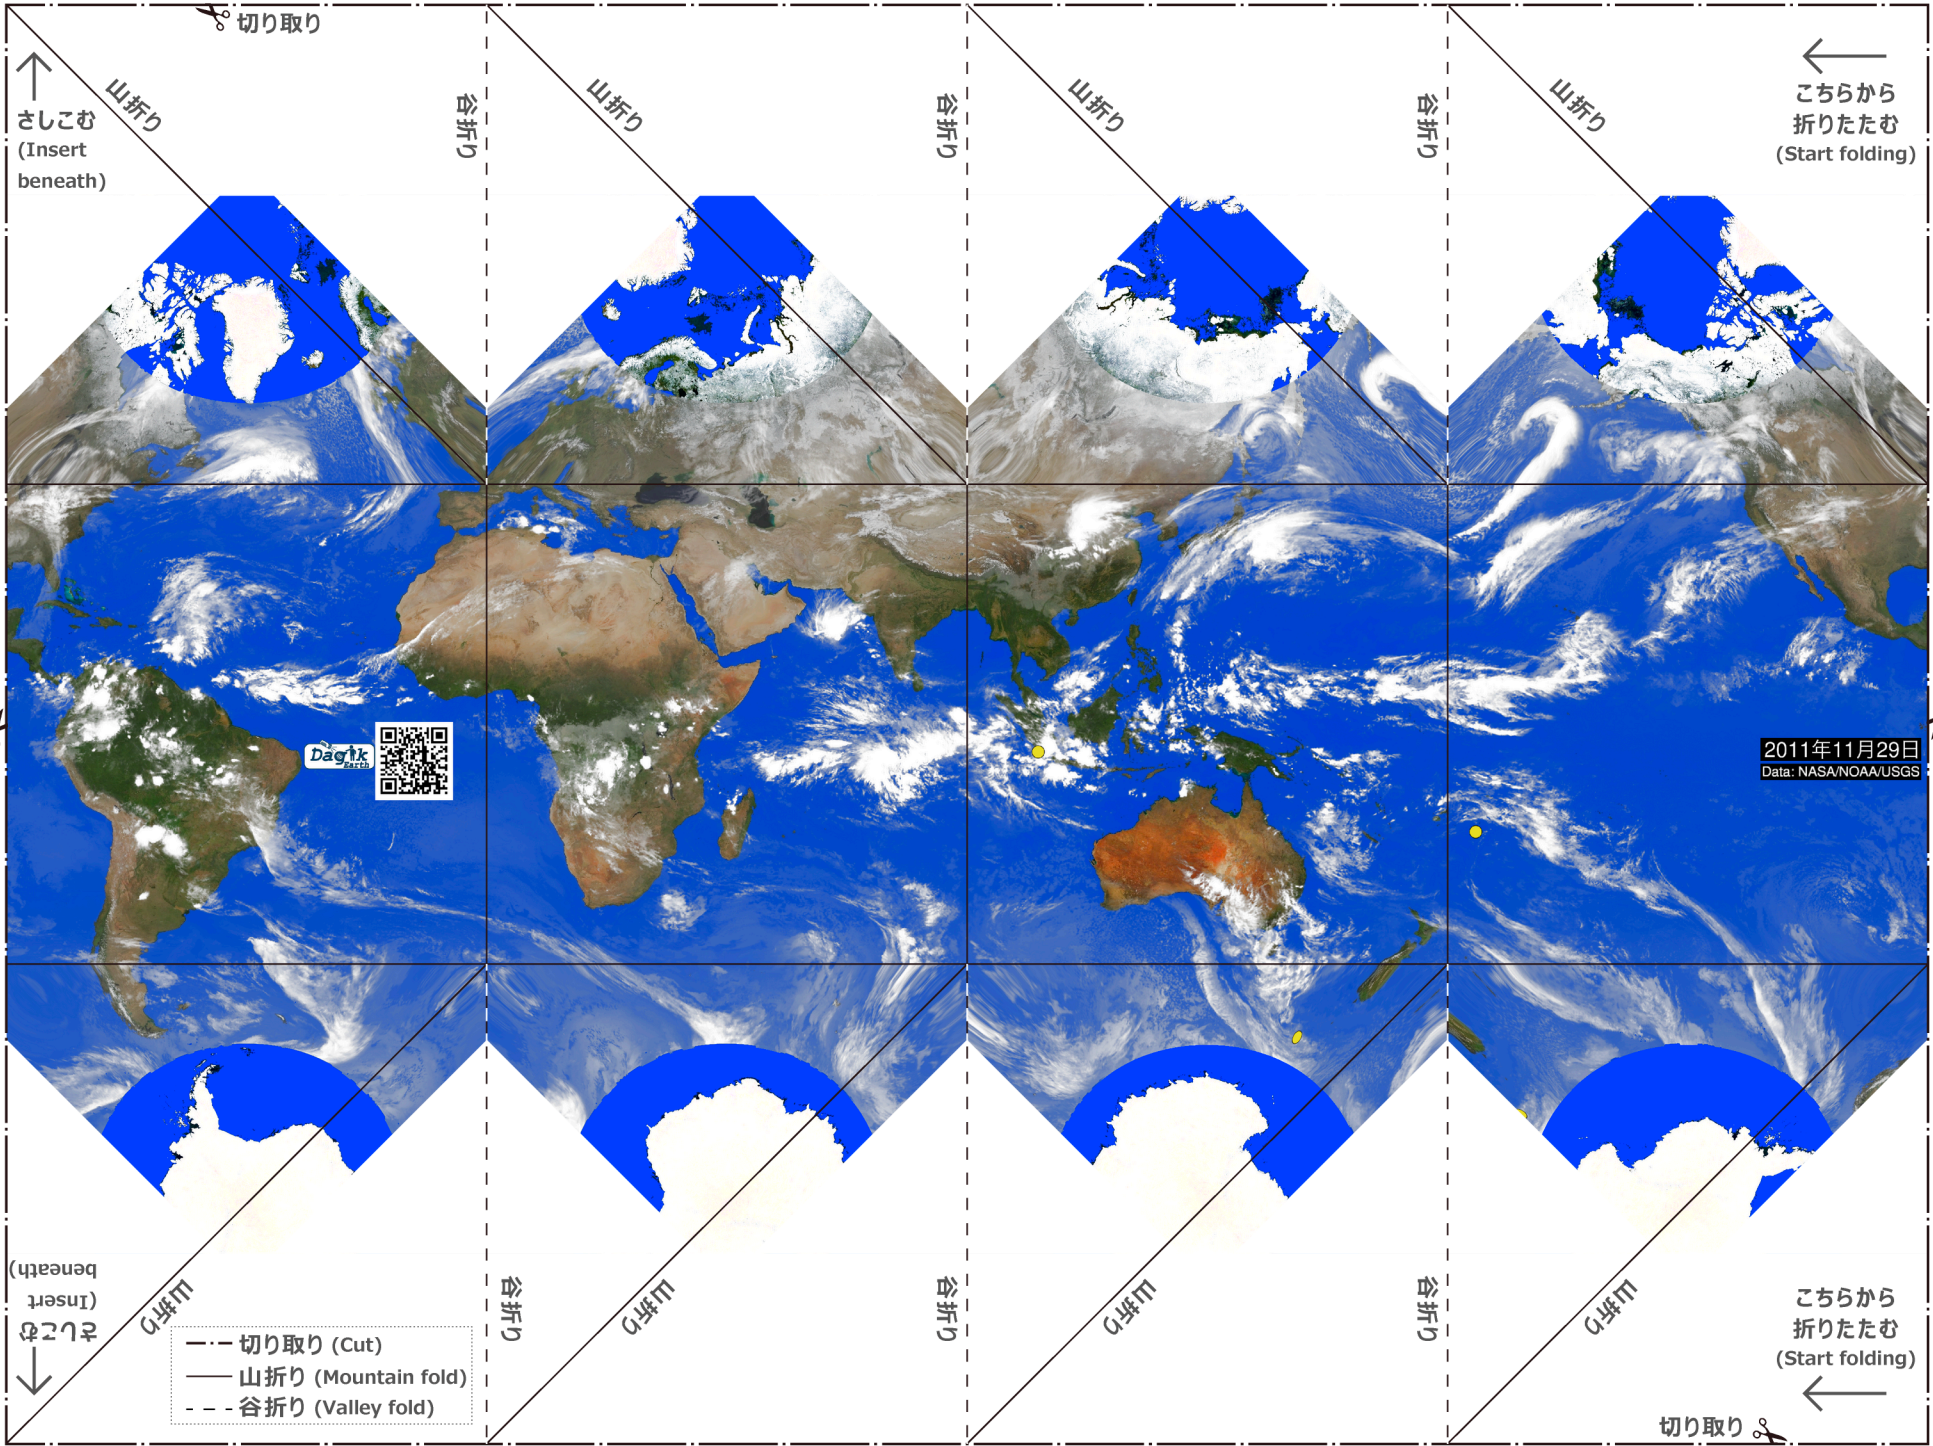 切り取り
山折り
谷折り
山折り
谷折り
山折り
谷折り
山折り
さしこむ
(Insert
beneath)
こちらから
折りたたむ
(Start folding)
Dagik
Earth
2011年11月29日
Data: NASA/NOAA/USGS
さしこむ
(Insert
beneath)
山折り
谷折り
山折り
谷折り
山折り
谷折り
山折り
こちらから
折りたたむ
(Start folding)
切り取り (Cut)
山折り (Mountain fold)
谷折り (Valley fold)
切り取り